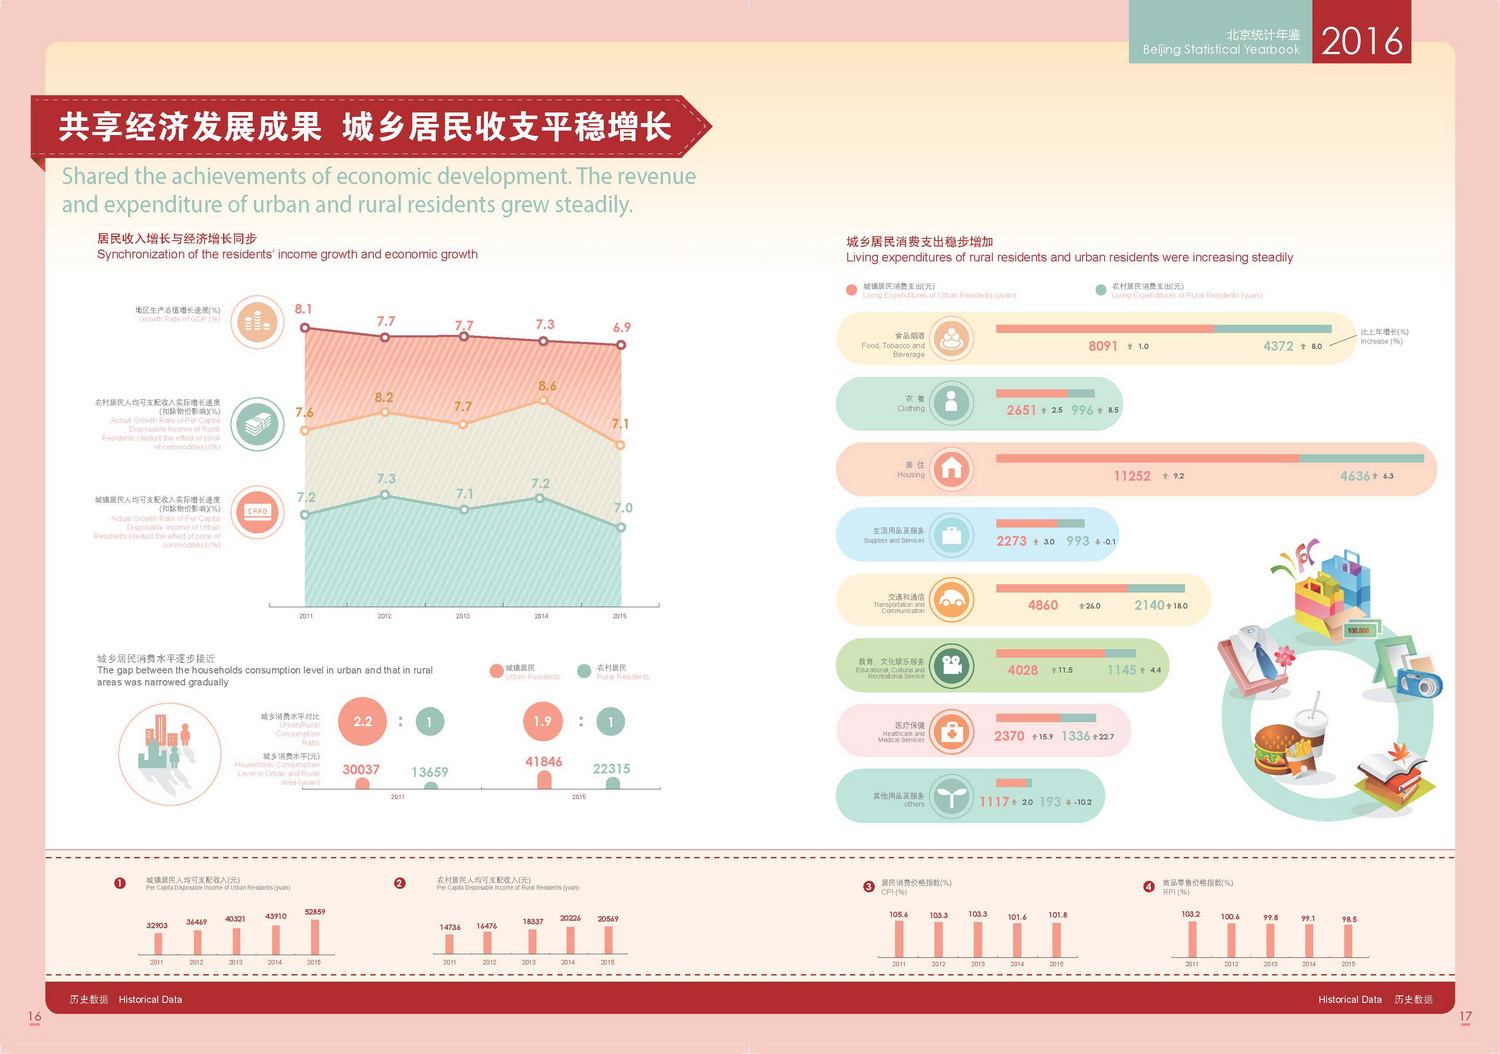 北京统计年鉴
Beijing Statistical Yearbook
2016
共享经济发展成果 城乡居民收支平稳增长
Shared the achievements of economic development. The revenue
and expenditure of urban and rural residents grew steadily.
居民收入增长与经济增长同步
Synchronization of the residents' income growth and economic growth
地区生产总值增长速度(%)
Growth Rate of GDP (%)
8.1
7.7
7.7
7.3
6.9
农村居民人均可支配收入实际增长速度
(扣除物价影响)(%)
Actual Growth Rate of Per Capita
Disposable Income of Rural
Residents (deduct the effect of price
of commodities) (%)
7.6
8.2
7.7
8.6
7.1
城镇居民人均可支配收入实际增长速度
(扣除物价影响)(%)
Actual Growth Rate of Per Capita
Disposable Income of Urban
Residents (deduct the effect of price of
commodities) (%)
CARD
7.2
7.3
7.1
7.2
7.0
2011
2012
2013
2014
2015
城乡居民消费水平逐步接近
The gap between the households consumption level in urban and that in rural
areas was narrowed gradually
城镇居民
Urban Residents
农村居民
Rural Residents
城乡消费水平对比
Urban/Rural
Consumption
Ratio
2.2 : 1
1.9 : 1
城乡消费水平(元)
Households Consumption
Level in Urban and Rural
Area (yuan)
30037
13659
41846
22315
2011
2015
城乡居民消费支出稳步增加
Living expenditures of rural residents and urban residents were increasing steadily
城镇居民消费支出(元)
Living Expenditures of Urban Residents (yuan)
农村居民消费支出(元)
Living Expenditures of Rural Residents (yuan)
食品烟酒
Food, Tobacco and
Beverage
8091 1.0 4372 8.0
比上年增长(%)
Increase (%)
衣 着
Clothing
2651 2.5 996 8.5
居 住
Housing
11252 9.2 4636 6.3
生活用品及服务
Supplies and Services
2273 3.0 993 -0.1
交通和通信
Transportation and
Communication
4860 26.0 2140 18.0
教育、文化娱乐服务
Educational, Cultural and
Recreational Service
4028 11.5 1145 4.4
医疗保健
Healthcare and
Medical Services
2370 15.9 1336 22.7
其他用品及服务
others
1117 2.0 193 -10.2
100,000
1
城镇居民人均可支配收入(元)
Per Capita Disposable Income of Urban Residents (yuan)
32903
36469
40321
43910
52859
2011
2012
2013
2014
2015
2
农村居民人均可支配收入(元)
Per Capita Disposable Income of Rural Residents (yuan)
14736
16476
18337
20226
20569
2011
2012
2013
2014
2015
3
居民消费价格指数(%)
CPI (%)
105.6
103.3
103.3
101.6
101.8
2011
2012
2013
2014
2015
4
商品零售价格指数(%)
RPI (%)
103.2
100.6
99.8
99.1
98.5
2011
2012
2013
2014
2015
历史数据 Historical Data
Historical Data 历史数据
16
17